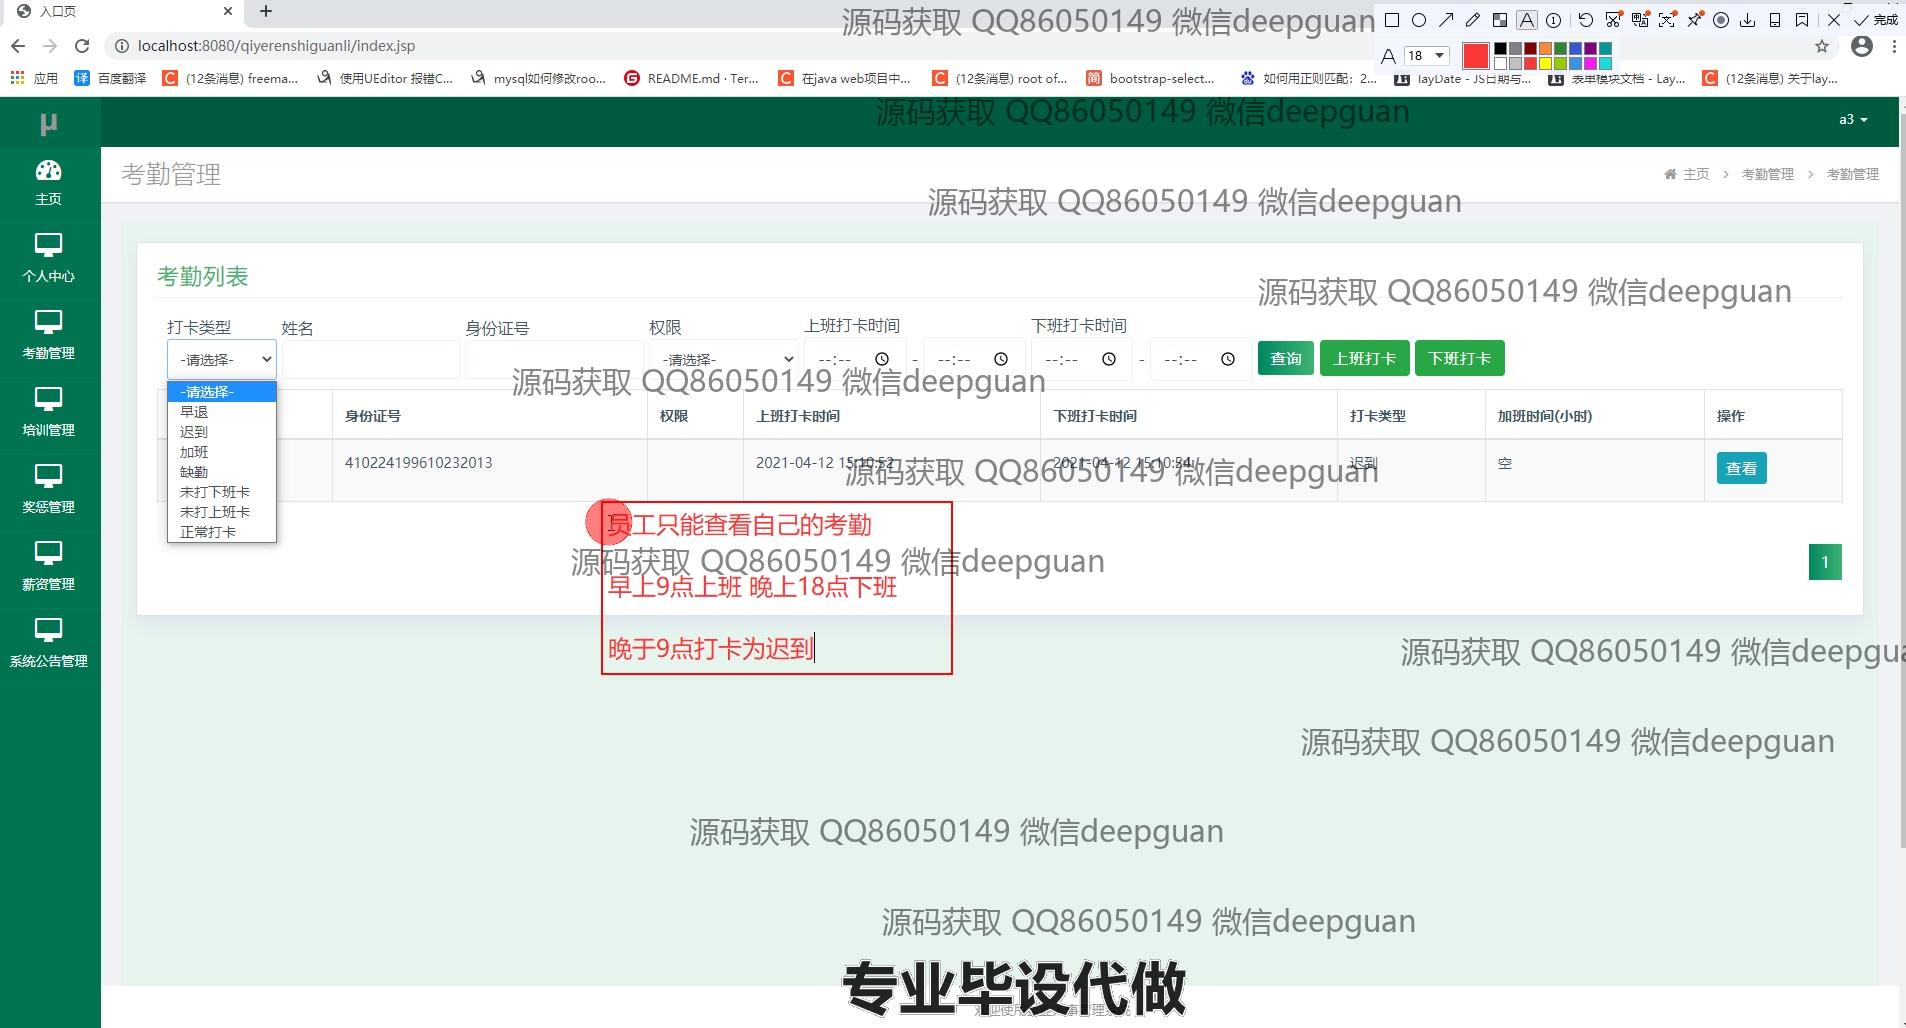 入口页
源码获取 QQ86050149 微信deepguan
完成
localhost:8080/qiyerenshiguanli/index.jsp
A 18
应用 百度翻译 (12条消息) freema... 使用UEditor 报错C... mysql如何修改roo... README.md · Ter... 在java web项目中... (12条消息) root of... bootstrap-select... 如何用正则匹配：2... layDate - JS日期与... 表单模块文档 - Lay... (12条消息) 关于lay...
μ
源码获取 QQ86050149 微信deepguan
a3
考勤管理
主页 > 考勤管理 > 考勤管理
主页
源码获取 QQ86050149 微信deepguan
个人中心
考勤管理
培训管理
奖惩管理
薪资管理
系统公告管理
考勤列表
源码获取 QQ86050149 微信deepguan
打卡类型 姓名 身份证号 权限 上班打卡时间 下班打卡时间
-请选择- -请选择- --:-- - --:-- --:-- - --:-- 查询 上班打卡 下班打卡
源码获取 QQ86050149 微信deepguan
-请选择-
早退
迟到
加班
缺勤
未打下班卡
未打上班卡
正常打卡
身份证号 权限 上班打卡时间 下班打卡时间 打卡类型 加班时间(小时) 操作
410224199610232013 2021-04-12 15:10:52 2021-04-12 15:10:54 迟到 空 查看
源码获取 QQ86050149 微信deepguan
员工只能查看自己的考勤
源码获取 QQ86050149 微信deepguan
1
早上9点上班 晚上18点下班
晚于9点打卡为迟到
源码获取 QQ86050149 微信deepgua
源码获取 QQ86050149 微信deepguan
源码获取 QQ86050149 微信deepguan
源码获取 QQ86050149 微信deepguan
专业毕设代做